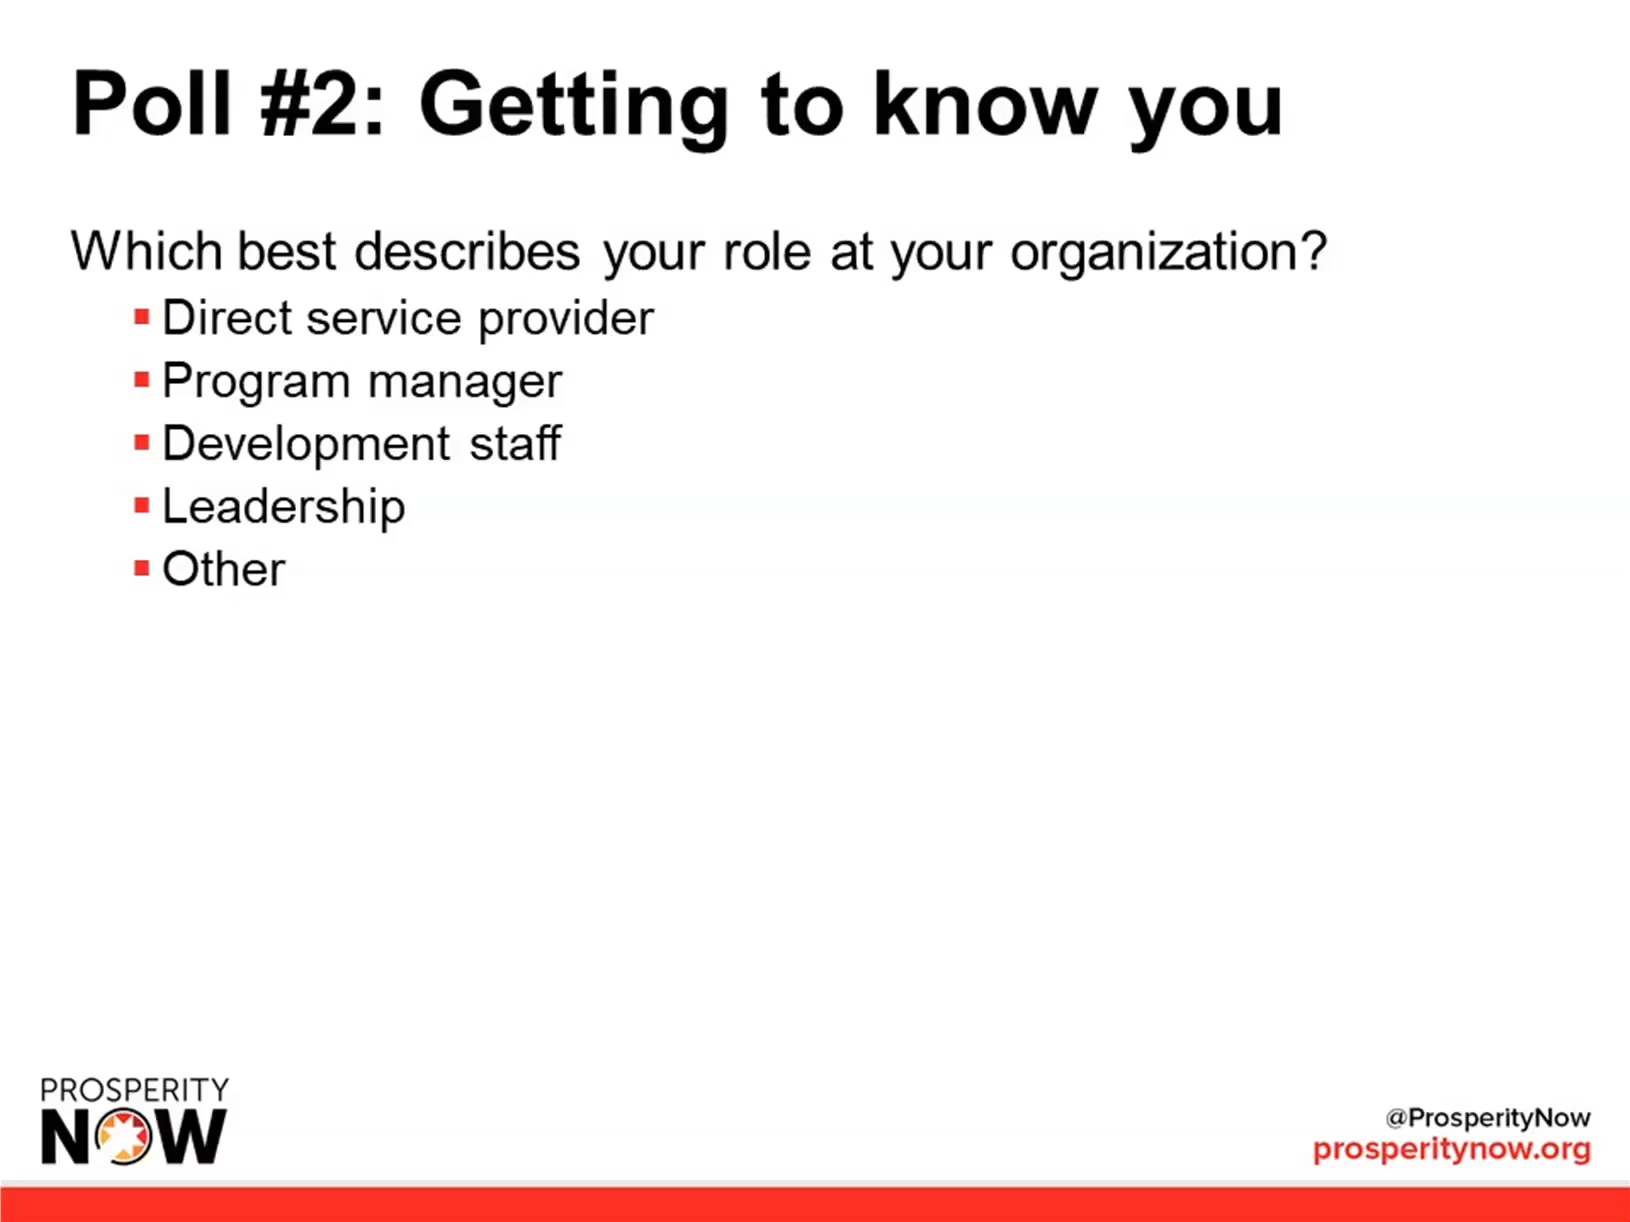 Poll #2: Getting to know you
Which best describes your role at your organization?
Direct service provider
Program manager
Development staff
Leadership
Other
PROSPERITY
NOW
@ProsperityNow
prosperitynow.org